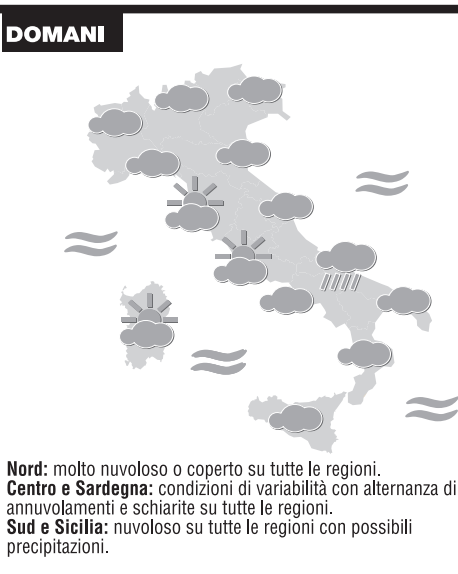 DOMANI
Nord: molto nuvoloso o coperto su tutte le regioni.
Centro e Sardegna: condizioni di variabilità con alternanza di
annuvolamenti e schiarite su tutte le regioni.
Sud e Sicilia: nuvoloso su tutte le regioni con possibili
precipitazioni.